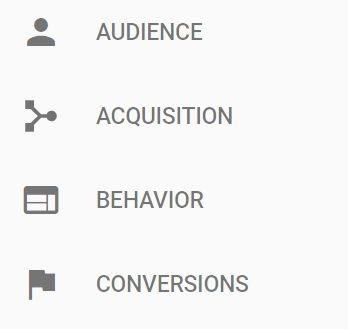 AUDIENCE
ACQUISITION
BEHAVIOR
CONVERSIONS